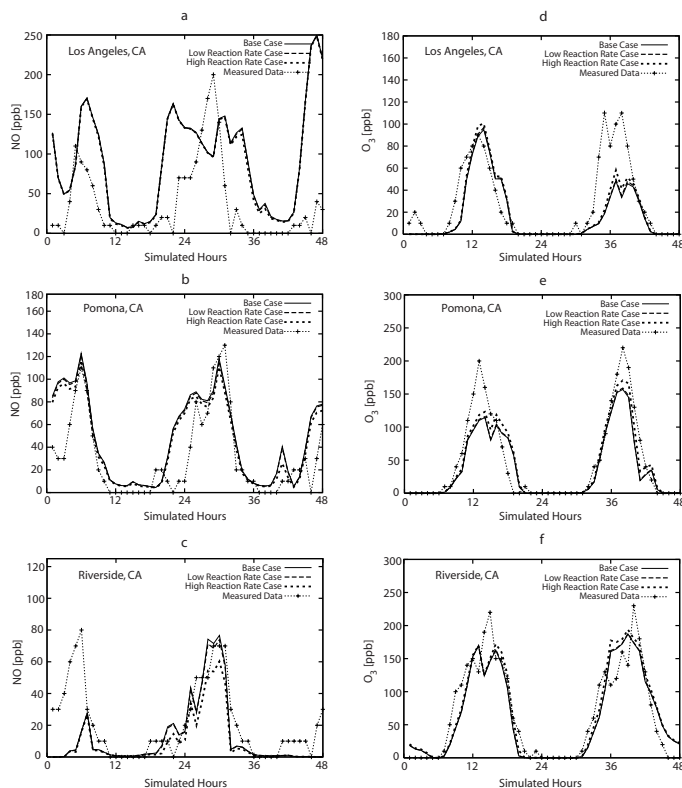 a
Los Angeles, CA
Base Case
Low Reaction Rate Case
High Reaction Rate Case
Measured Data
NO [ppb]
250
200
150
100
50
0
0 12 24 36 48
Simulated Hours
d
Los Angeles, CA
Base Case
Low Reaction Rate Case
High Reaction Rate Case
Measured Data
O3 [ppb]
180
160
140
120
100
80
60
40
20
0
0 12 24 36 48
Simulated Hours
b
Pomona, CA
Base Case
Low Reaction Rate Case
High Reaction Rate Case
Measured Data
NO [ppb]
180
160
140
120
100
80
60
40
20
0
0 12 24 36 48
Simulated Hours
e
Pomona, CA
Base Case
Low Reaction Rate Case
High Reaction Rate Case
Measured Data
O3 [ppb]
300
250
200
150
100
50
0
0 12 24 36 48
Simulated Hours
c
Riverside, CA
Base Case
Low Reaction Rate Case
High Reaction Rate Case
Measured Data
NO [ppb]
120
100
80
60
40
20
0
0 12 24 36 48
Simulated Hours
f
Riverside, CA
Base Case
Low Reaction Rate Case
High Reaction Rate Case
Measured Data
O3 [ppb]
300
250
200
150
100
50
0
0 12 24 36 48
Simulated Hours